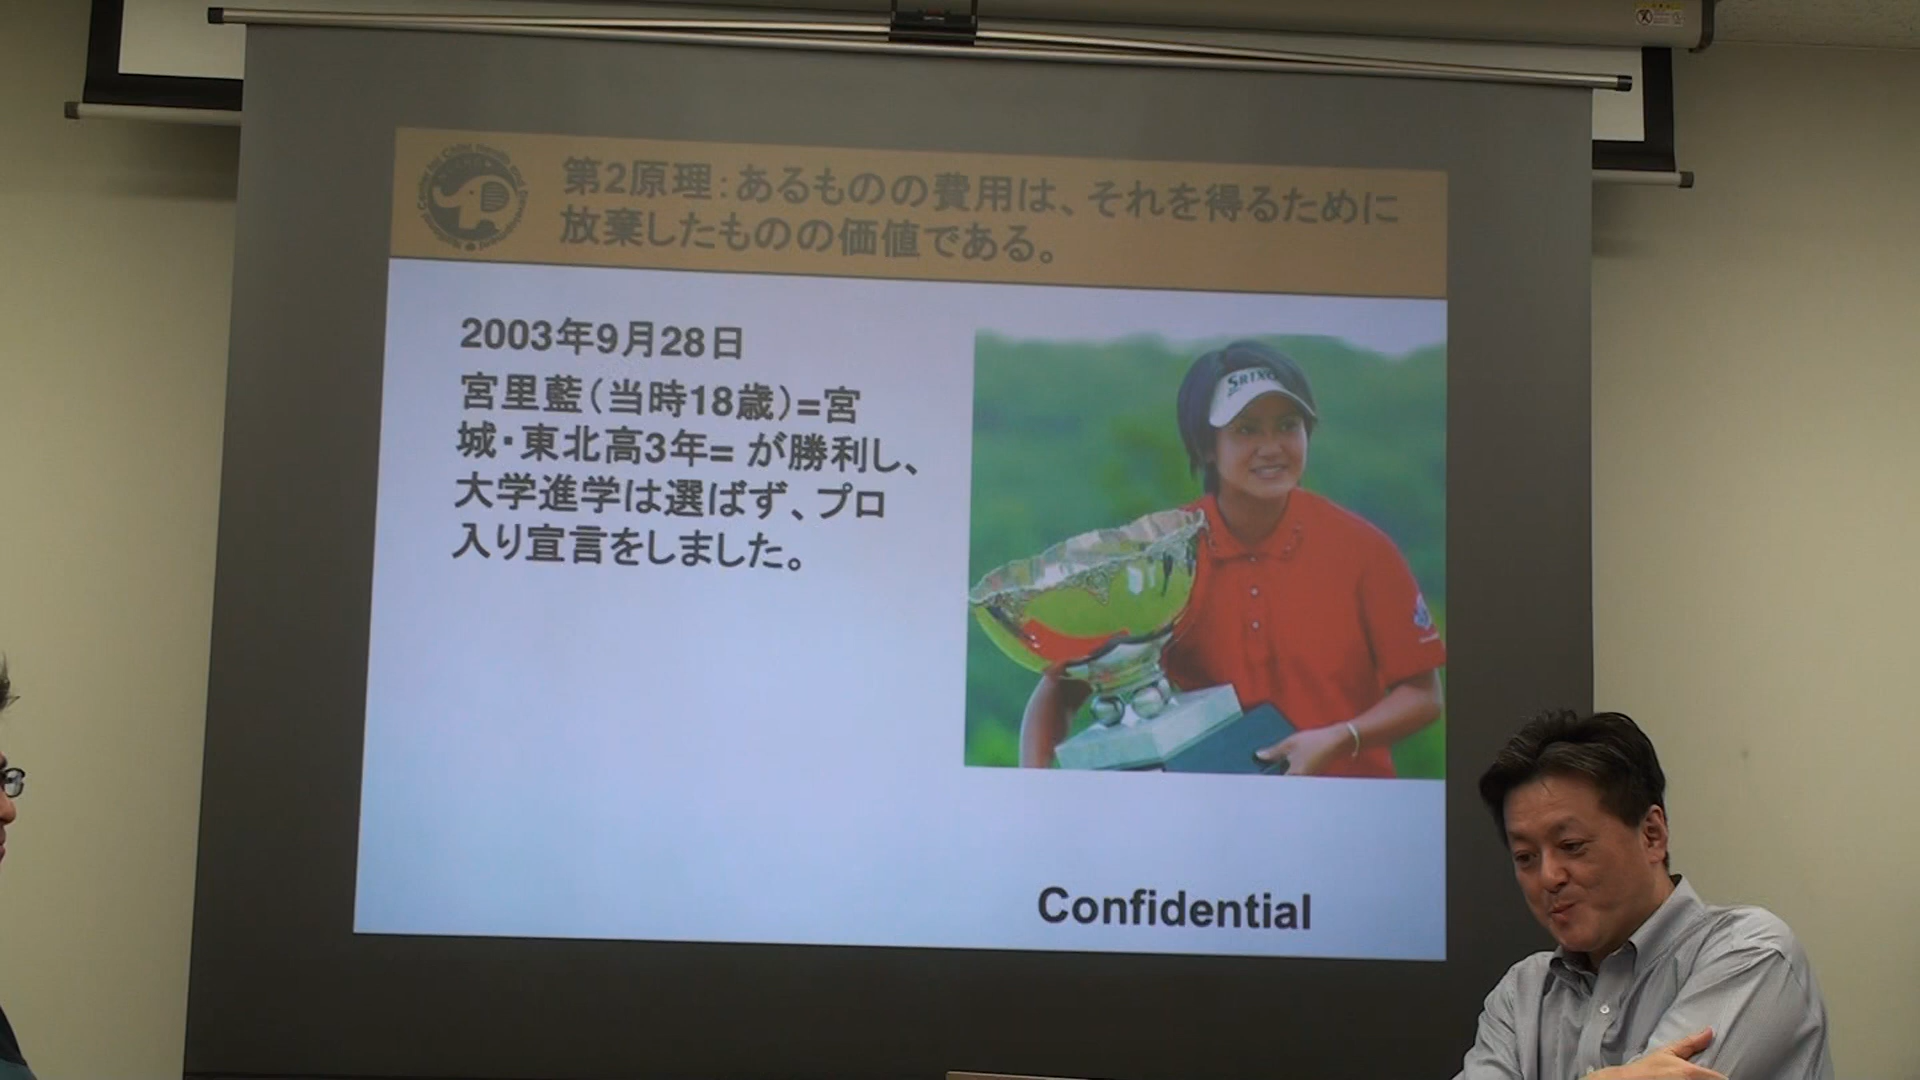 第2原理：あるものの費用は、それを得るために
放棄したものの価値である。
2003年9月28日
宮里藍（当時18歳）=宮
城・東北高3年= が勝利し、
大学進学は選ばず、プロ
入り宣言をしました。
SRIXON
Confidential